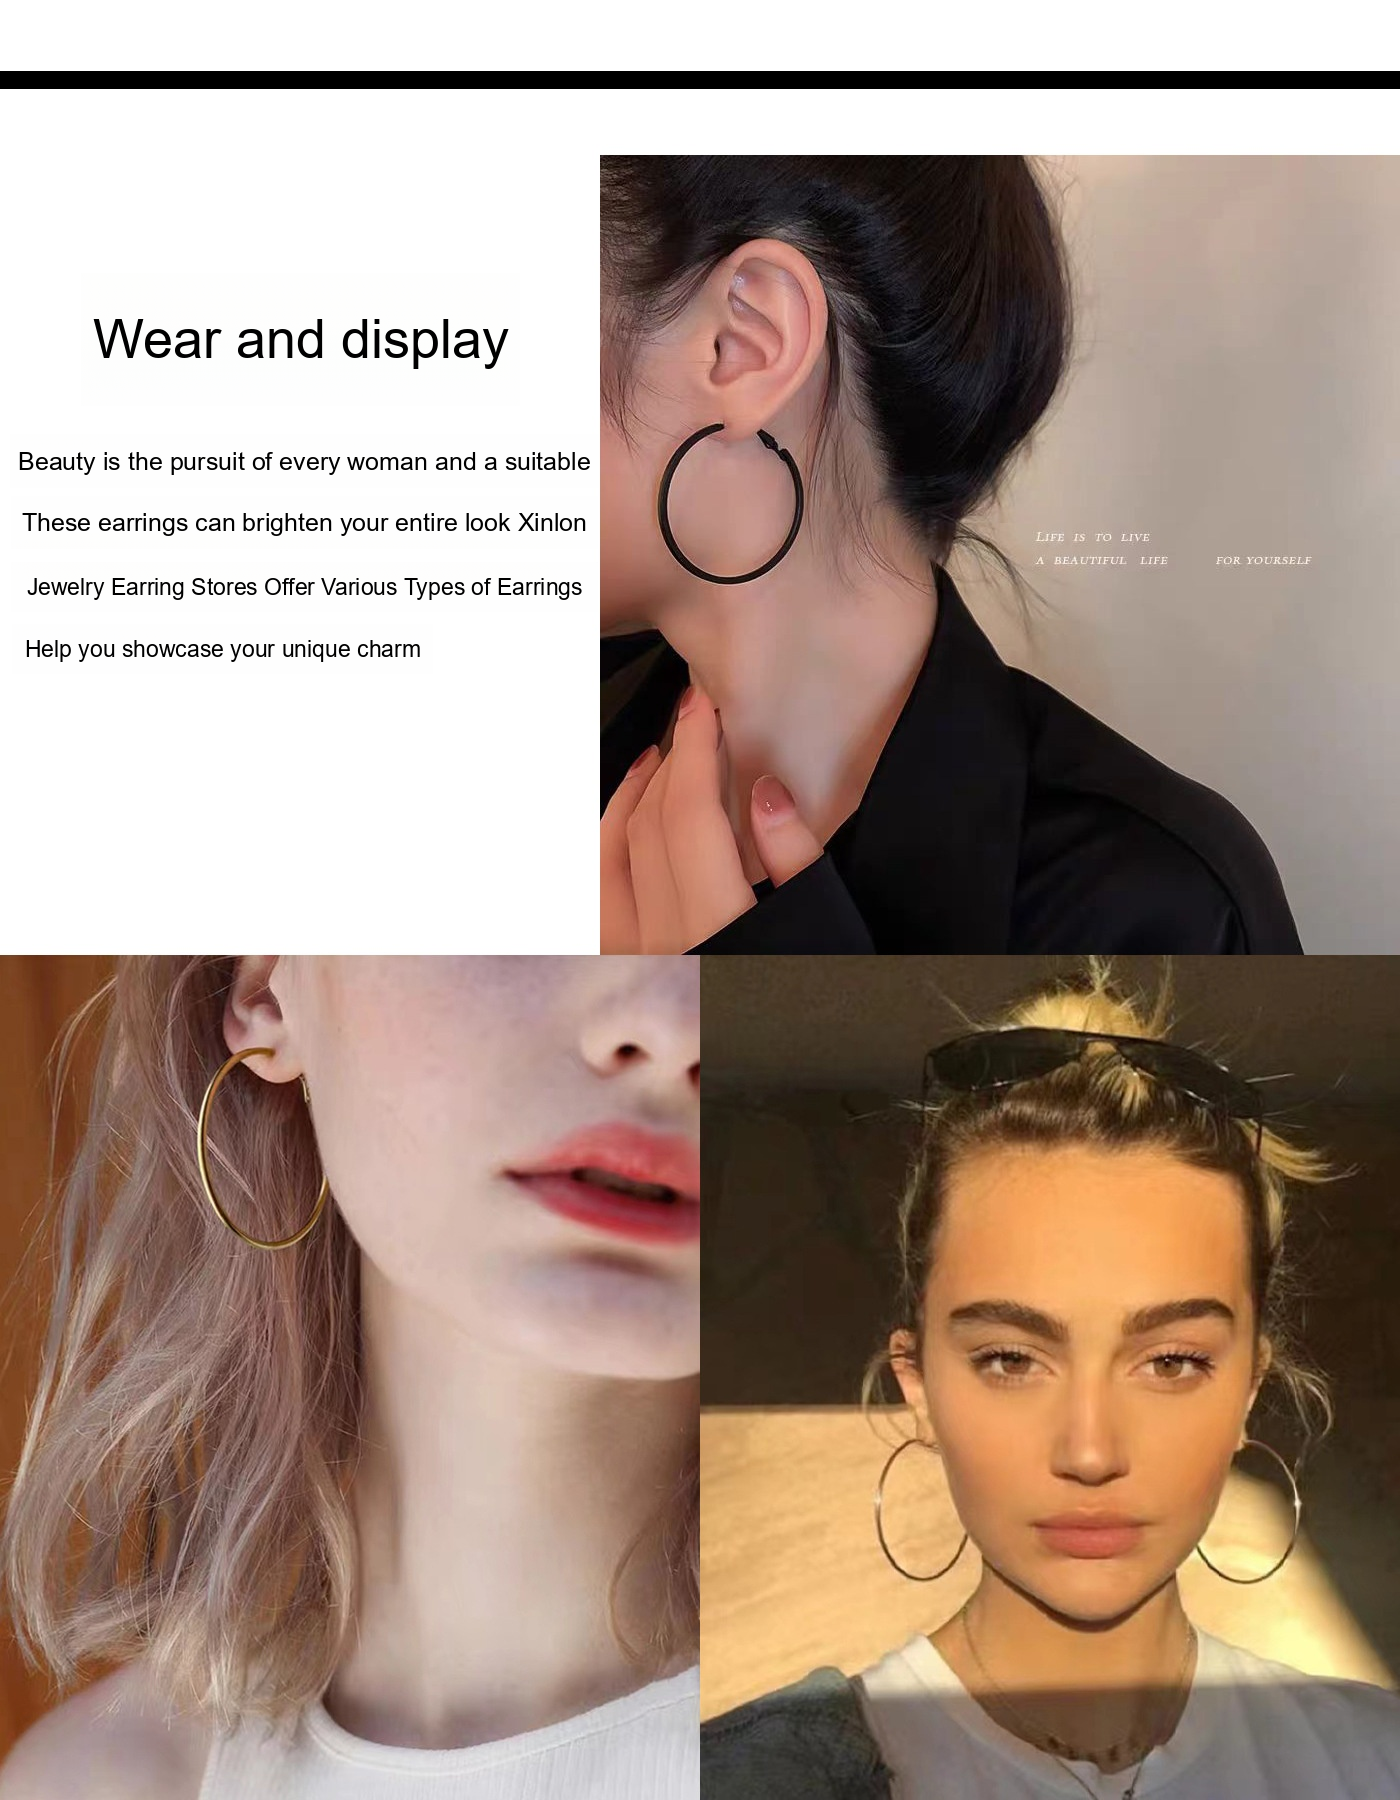 Wear and display
Beauty is the pursuit of every woman and a suitable
These earrings can brighten your entire look Xinlon
Jewelry Earring Stores Offer Various Types of Earrings
Help you showcase your unique charm
LIFE IS TO LIVE
A BEAUTIFUL LIFE FOR YOURSELF